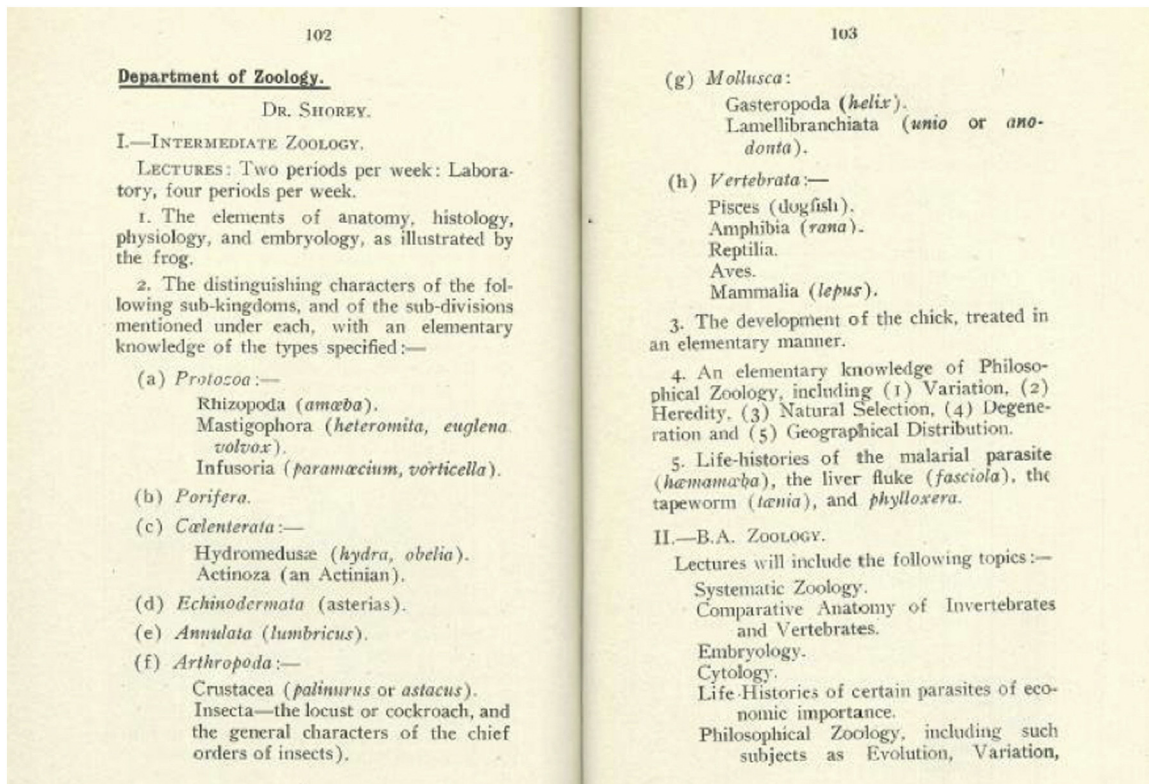 102
Department of Zoology.
DR. SHOREY.
I.—INTERMEDIATE ZOOLOGY.
LECTURES: Two periods per week: Labora-
tory, four periods per week.
1. The elements of anatomy, histology,
physiology, and embryology, as illustrated by
the frog.
2. The distinguishing characters of the fol-
lowing sub-kingdoms, and of the sub-divisions
mentioned under each, with an elementary
knowledge of the types specified:—
(a) Protozoa:—
Rhizopoda (amœba).
Mastigophora (heteromita, euglena
volvox).
Infusoria (paramœcium, vorticella).
(b) Porifera.
(c) Cœlenterata:—
Hydromedusæ (hydra, obelia).
Actinoza (an Actinian).
(d) Echinodermata (asterias).
(e) Annulata (lumbricus).
(f) Arthropoda:—
Crustacea (palinurus or astacus).
Insecta—the locust or cockroach, and
the general characters of the chief
orders of insects).
103
(g) Mollusca:
Gasteropoda (helix).
Lamellibranchiata (unio or ano-
donta).
(h) Vertebrata:—
Pisces (dogfish).
Amphibia (rana).
Reptilia.
Aves.
Mammalia (lepus).
3. The development of the chick, treated in
an elementary manner.
4. An elementary knowledge of Philoso-
phical Zoology, including (1) Variation, (2)
Heredity, (3) Natural Selection, (4) Degene-
ration and (5) Geographical Distribution.
5. Life-histories of the malarial parasite
(hæmamœba), the liver fluke (fasciola), the
tapeworm (tænia), and phylloxera.
II.—B.A. ZOOLOGY.
Lectures will include the following topics:—
Systematic Zoology.
Comparative Anatomy of Invertebrates
and Vertebrates.
Embryology.
Cytology.
Life-Histories of certain parasites of eco-
nomic importance.
Philosophical Zoology, including such
subjects as Evolution, Variation,